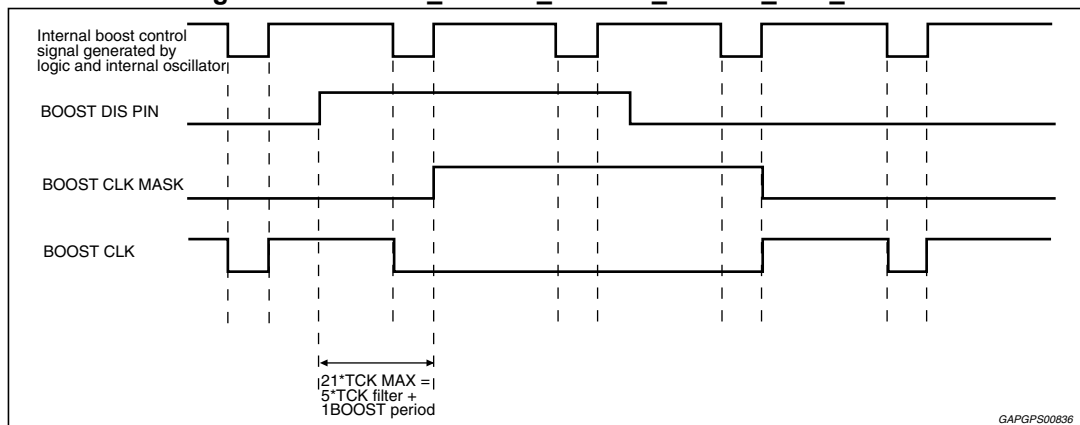 Internal boost control
signal generated by
logic and internal oscillator
BOOST DIS PIN
BOOST CLK MASK
BOOST CLK
21*TCK MAX =
5*TCK filter +
1BOOST period
GAPGPS00836